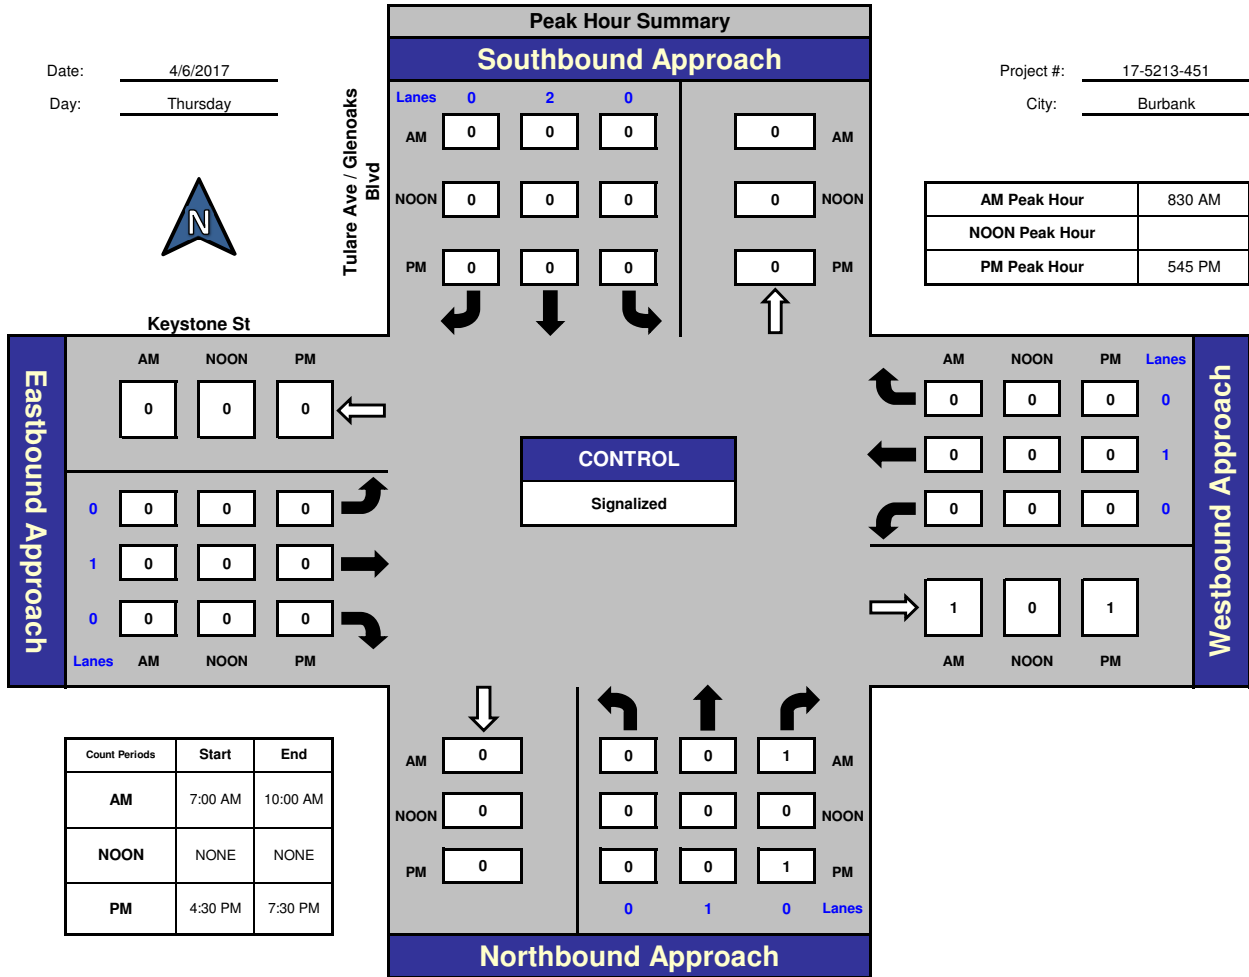 Peak Hour Summary
Southbound Approach
Date: 4/6/2017
Day: Thursday
Project #: 17-5213-451
City: Burbank
N
Tulare Ave / Glenoaks
Blvd
Keystone St
Lanes 0 2 0
AM 0 0 0 0 AM
NOON 0 0 0 0 NOON
PM 0 0 0 0 PM
AM Peak Hour 830 AM
NOON Peak Hour
PM Peak Hour 545 PM
Eastbound Approach
AM NOON PM
0 0 0
0 0 0 0
1 0 0 0
0 0 0 0
Lanes AM NOON PM
CONTROL
Signalized
AM NOON PM Lanes
0 0 0 0
0 0 0 1
0 0 0 0
1 0 1
AM NOON PM
Westbound Approach
Count Periods Start End
AM 7:00 AM 10:00 AM
NOON NONE NONE
PM 4:30 PM 7:30 PM
AM 0 0 0 1 AM
NOON 0 0 0 0 NOON
PM 0 0 0 1 PM
0 1 0 Lanes
Northbound Approach